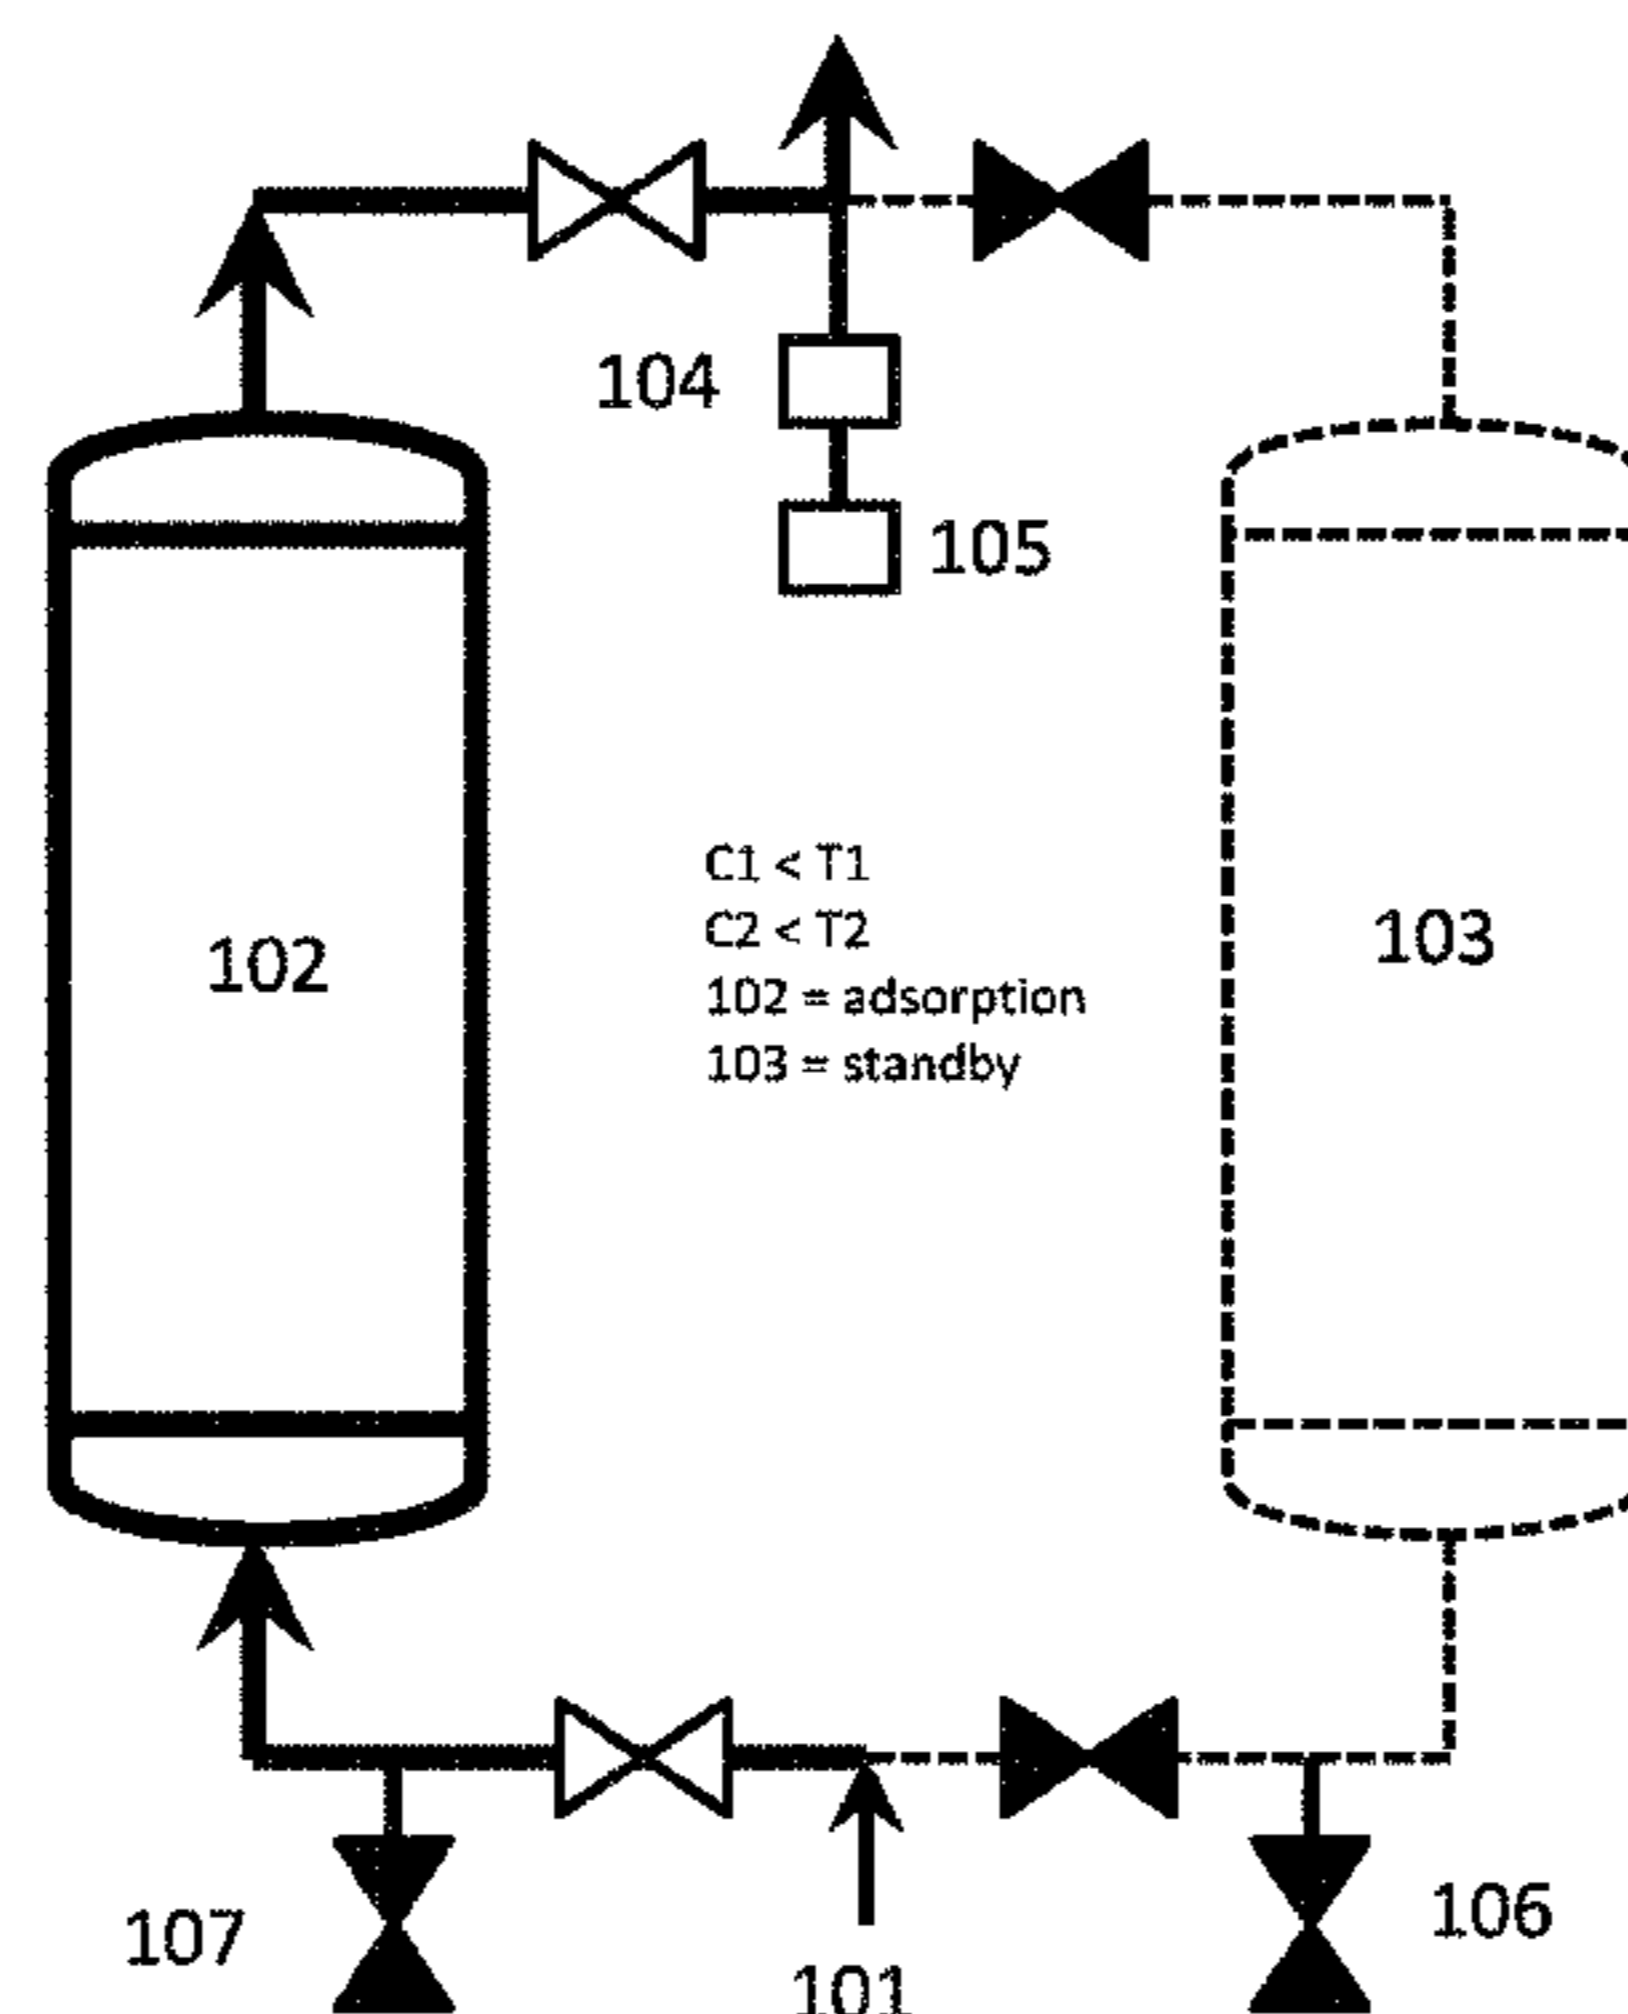 104
105
C1 < T1
C2 < T2
102 = adsorption
103 = standby
102
103
107
106
101